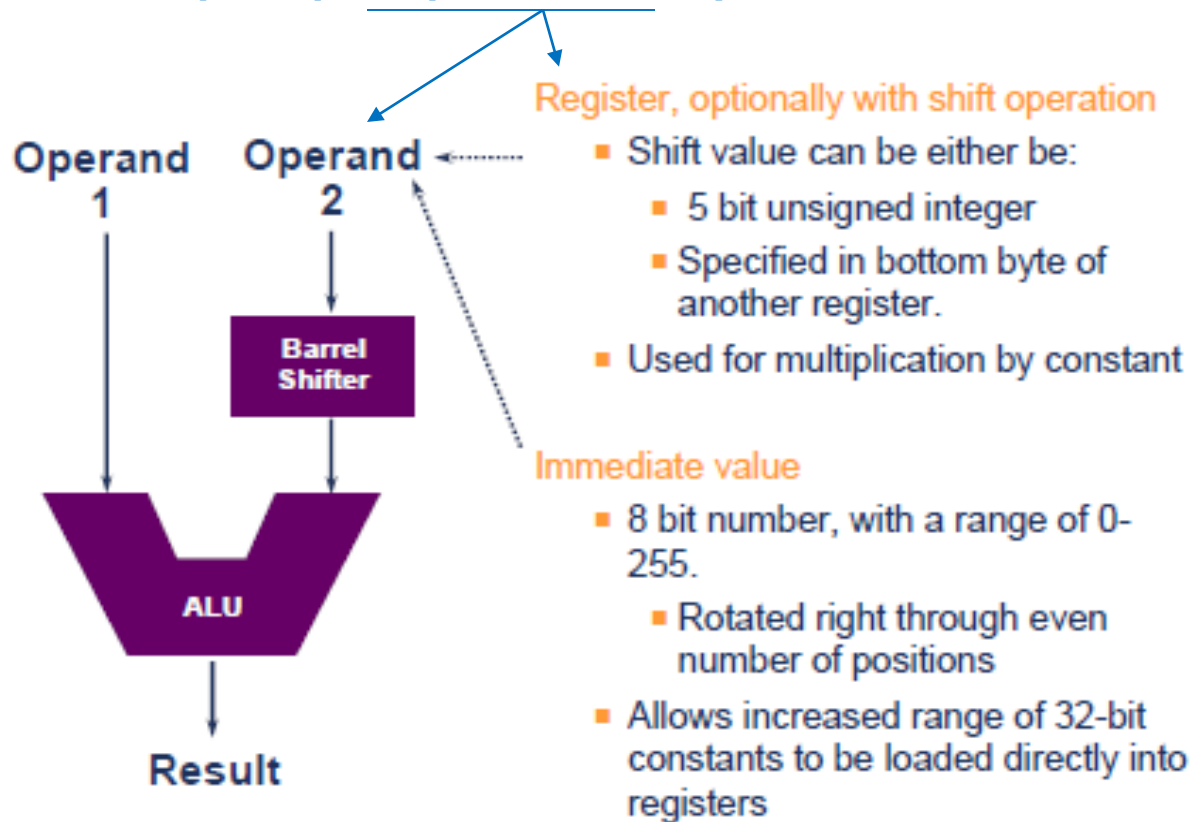 Register, optionally with shift operation
Operand
1
Operand
2
▪ Shift value can be either be:
▪ 5 bit unsigned integer
▪ Specified in bottom byte of
another register.
▪ Used for multiplication by constant
Barrel
Shifter
Immediate value
▪ 8 bit number, with a range of 0-
255.
▪ Rotated right through even
number of positions
▪ Allows increased range of 32-bit
constants to be loaded directly into
registers
ALU
Result